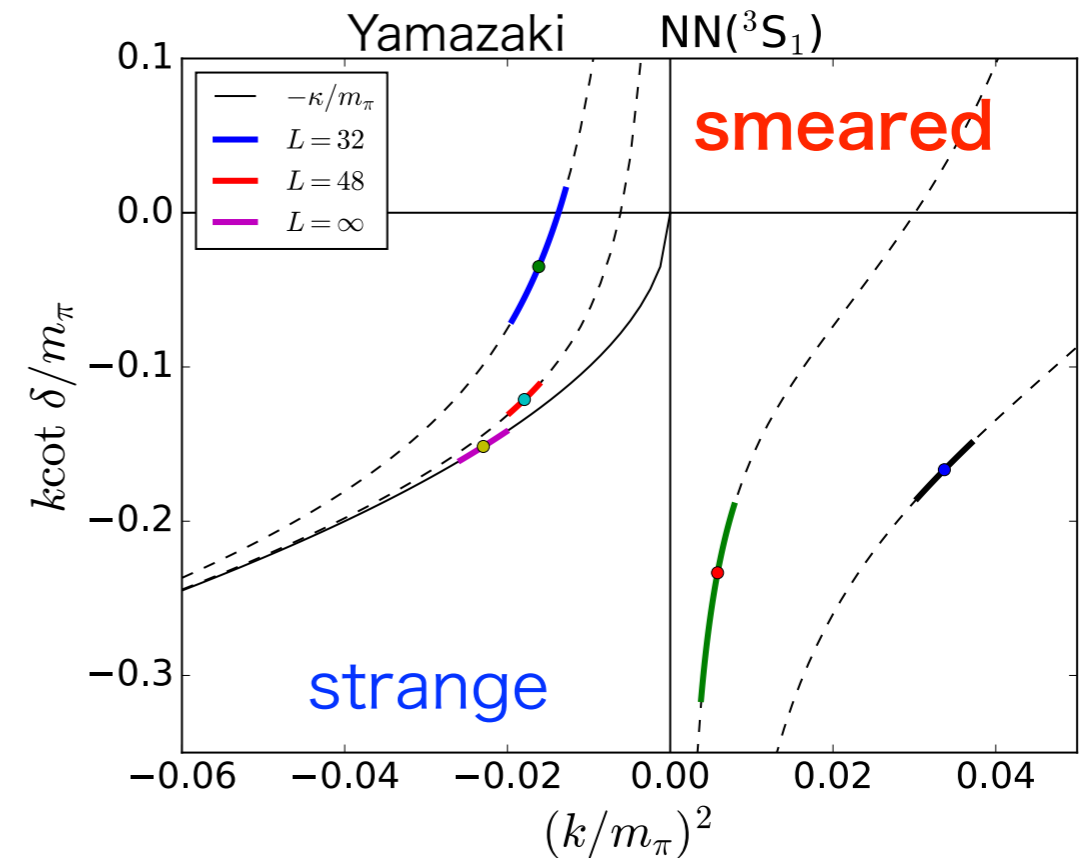 Yamazaki
NN(³S₁)
0.1
0.0
−0.1
−0.2
−0.3
−κ/m_π
L=32
L=48
L=∞
smeared
strange
kcot δ/m_π
−0.06
−0.04
−0.02
0.00
0.02
0.04
(k/m_π)²